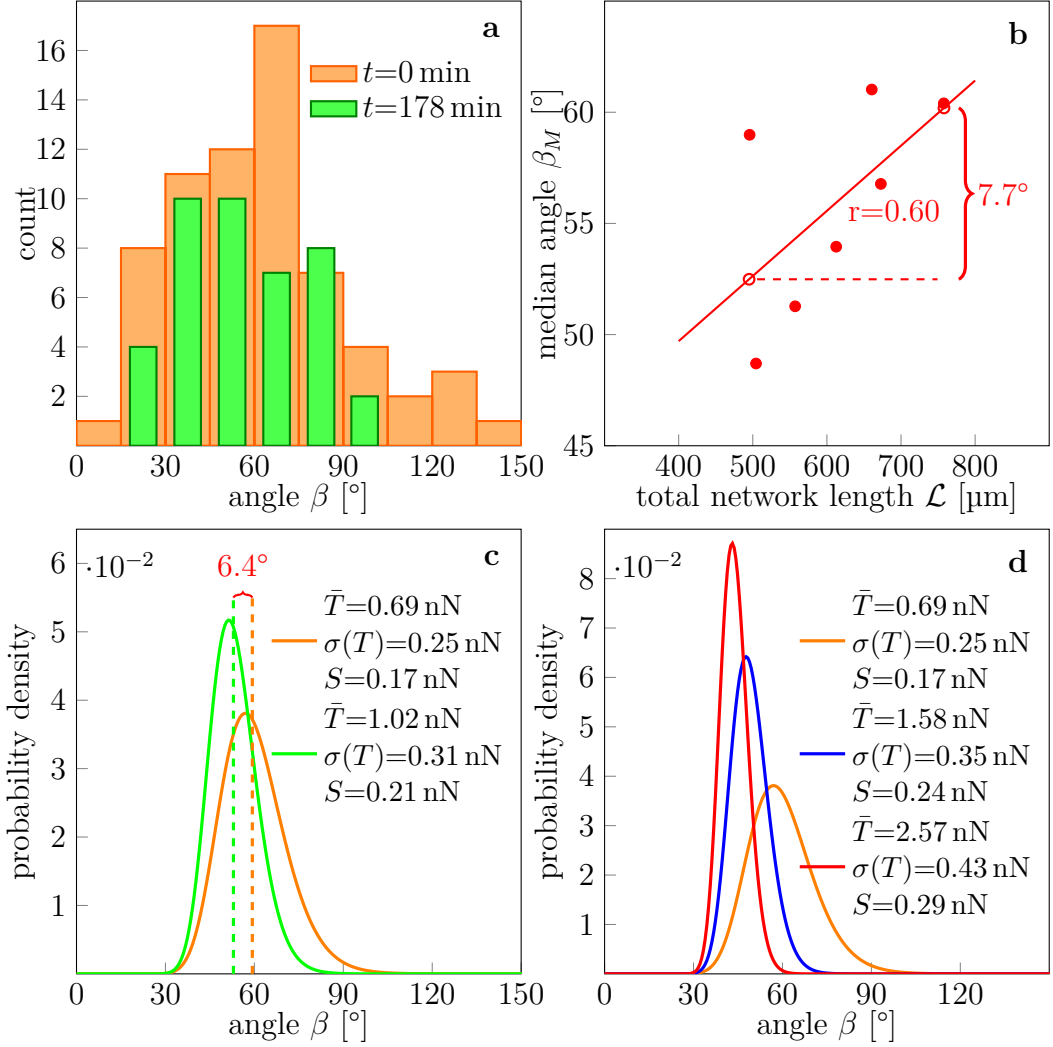 a
16
14
12
10
8
6
4
2
count
t=0 min
t=178 min
0 30 60 90 120 150
angle β [°]
b
60
55
50
45
median angle β_M [°]
r=0.60
7.7°
400 500 600 700 800
total network length ℒ [µm]
c
·10⁻²
6
5
4
3
2
1
probability density
6.4°
T̄=0.69 nN
σ(T)=0.25 nN
S=0.17 nN
T̄=1.02 nN
σ(T)=0.31 nN
S=0.21 nN
0 30 60 90 120 150
angle β [°]
d
·10⁻²
8
7
6
5
4
3
2
1
probability density
T̄=0.69 nN
σ(T)=0.25 nN
S=0.17 nN
T̄=1.58 nN
σ(T)=0.35 nN
S=0.24 nN
T̄=2.57 nN
σ(T)=0.43 nN
S=0.29 nN
0 30 60 90 120
angle β [°]